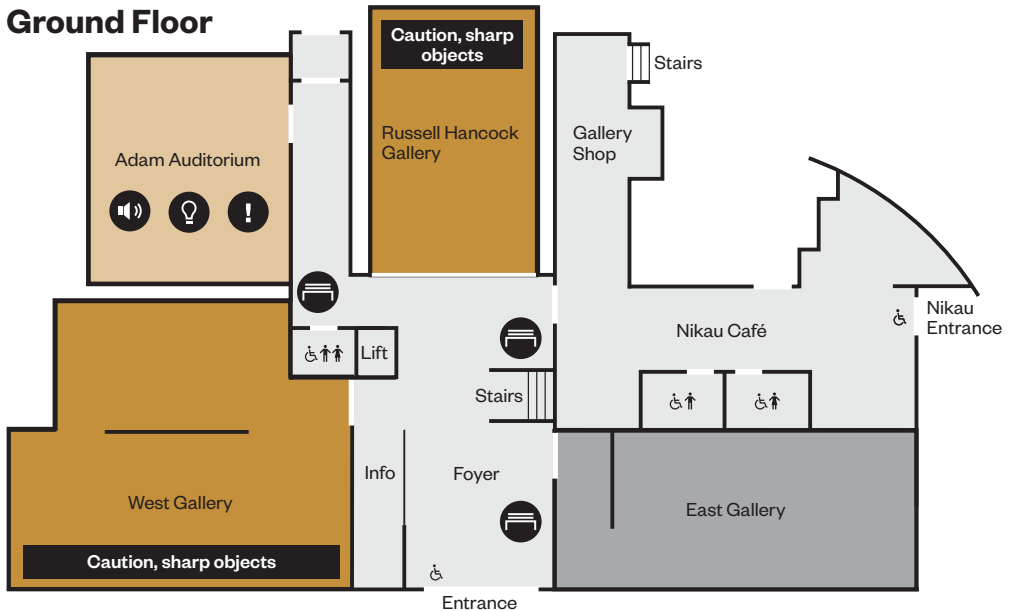 Ground Floor
Caution, sharp
objects
Stairs
Russell Hancock
Gallery
Gallery
Shop
Adam Auditorium
!
Nikau
Entrance
Nikau Café
Lift
Stairs
Info
Foyer
West Gallery
East Gallery
Caution, sharp objects
Entrance